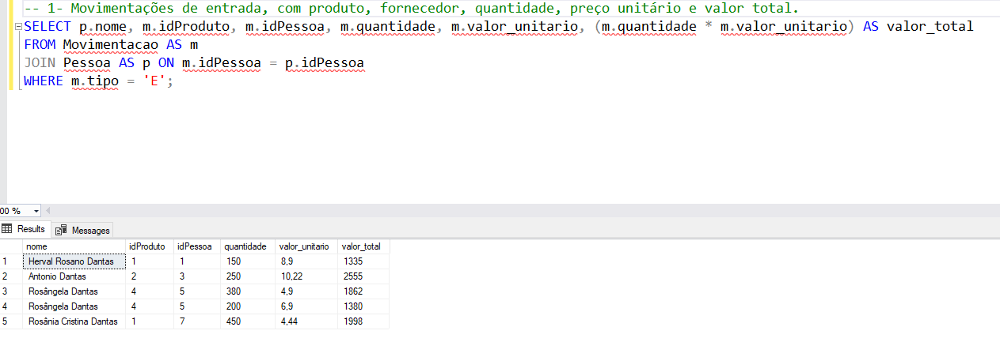 -- 1- Movimentações de entrada, com produto, fornecedor, quantidade, preço unitário e valor total.
SELECT p.nome, m.idProduto, m.idPessoa, m.quantidade, m.valor_unitario, (m.quantidade * m.valor_unitario) AS valor_total
FROM Movimentacao AS m
JOIN Pessoa AS p ON m.idPessoa = p.idPessoa
WHERE m.tipo = 'E';
00 %
Results Messages
nome idProduto idPessoa quantidade valor_unitario valor_total
1 Herval Rosano Dantas 1 1 150 8,9 1335
2 Antonio Dantas 2 3 250 10,22 2555
3 Rosângela Dantas 4 5 380 4,9 1862
4 Rosângela Dantas 4 5 200 6,9 1380
5 Rosânia Cristina Dantas 1 7 450 4,44 1998